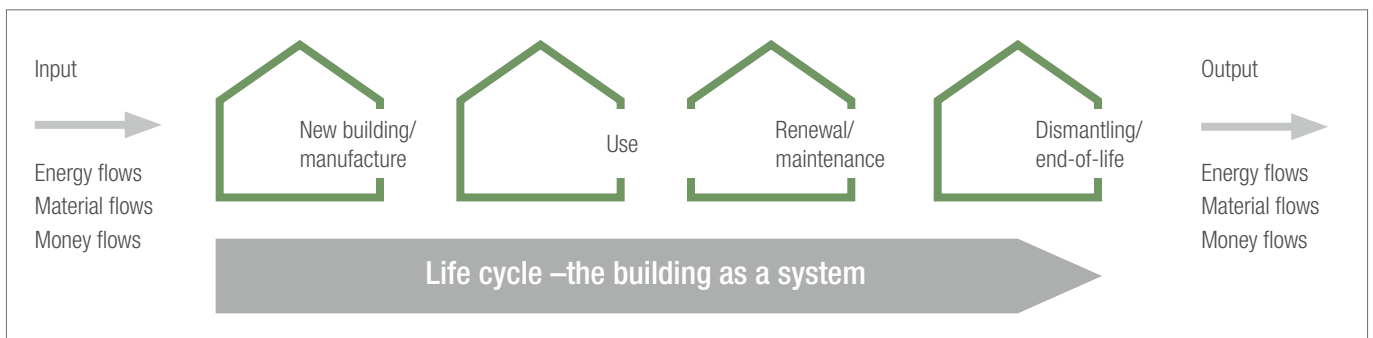 Input
Energy flows
Material flows
Money flows
New building/
manufacture
Use
Renewal/
maintenance
Dismantling/
end-of-life
Output
Energy flows
Material flows
Money flows
Life cycle –the building as a system